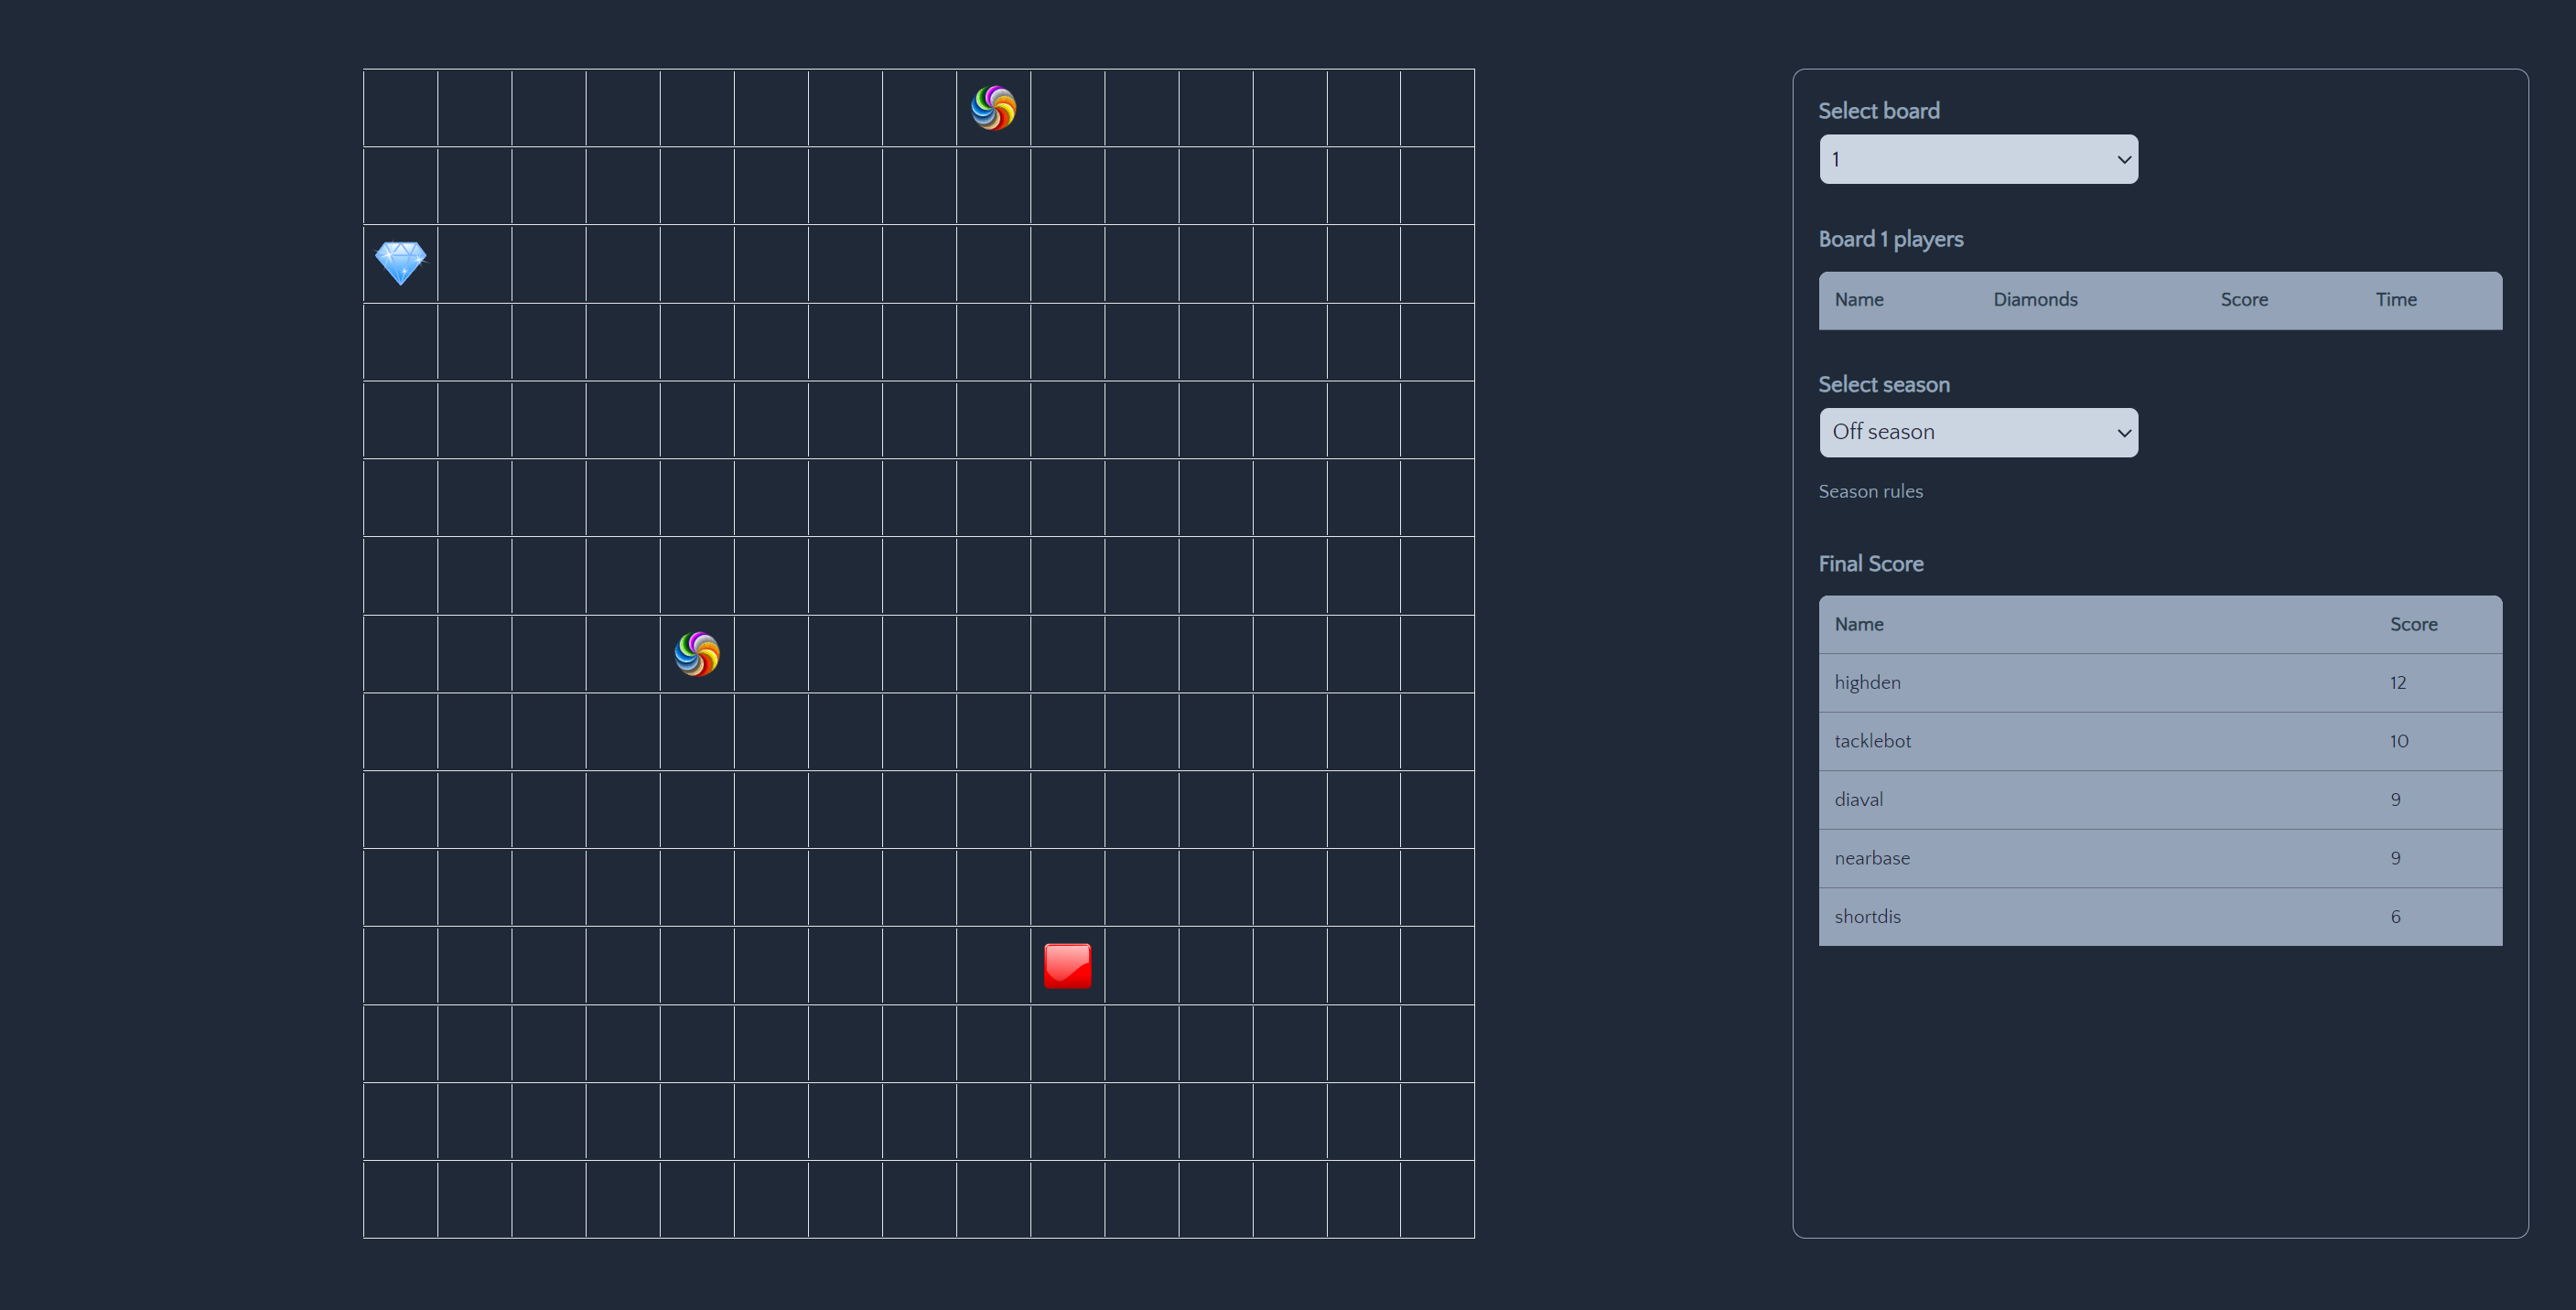 Select board
1
Board 1 players
Name Diamonds Score Time
Select season
Off season
Season rules
Final Score
Name Score
highden 12
tacklebot 10
diaval 9
nearbase 9
shortdis 6